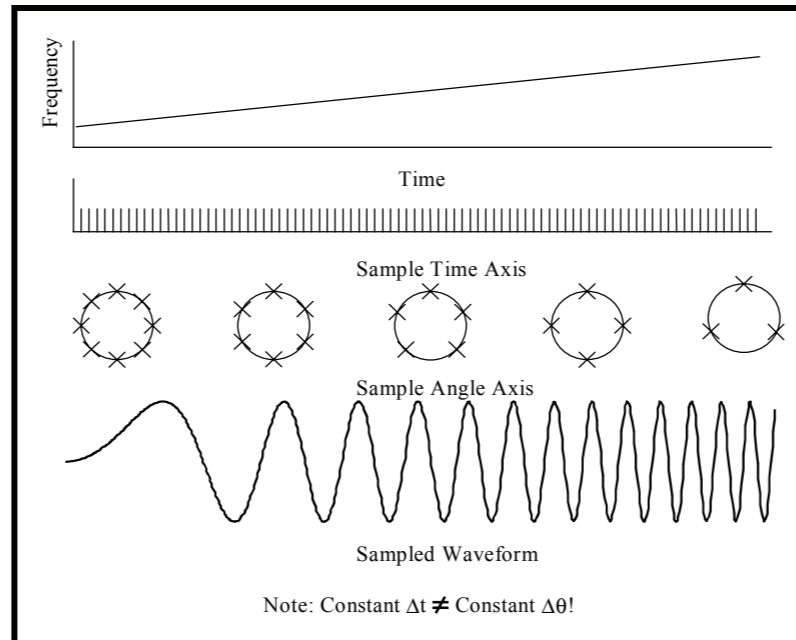 Frequency
Time
Sample Time Axis
Sample Angle Axis
Sampled Waveform
Note: Constant Δt ≠ Constant Δθ!